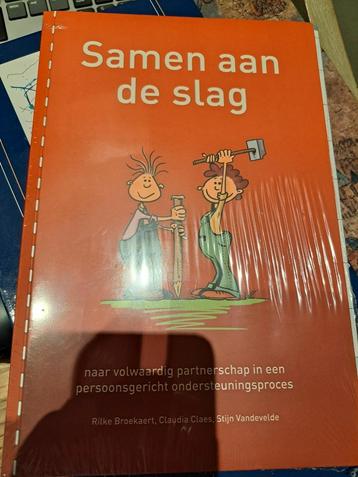 Samen aan
de slag
naar volwaardig partnerschap in een
persoonsgericht ondersteuningsproces
Rilke Broekaert, Claudia Claes, Stijn Vandevelde